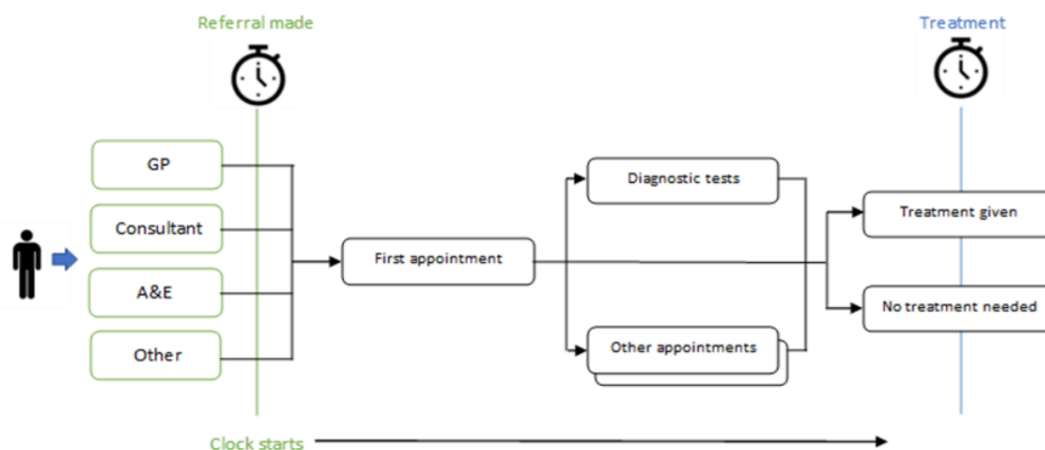 Referral made
Treatment
GP
Consultant
A&E
Other
First appointment
Diagnostic tests
Other appointments
Treatment given
No treatment needed
Clock starts